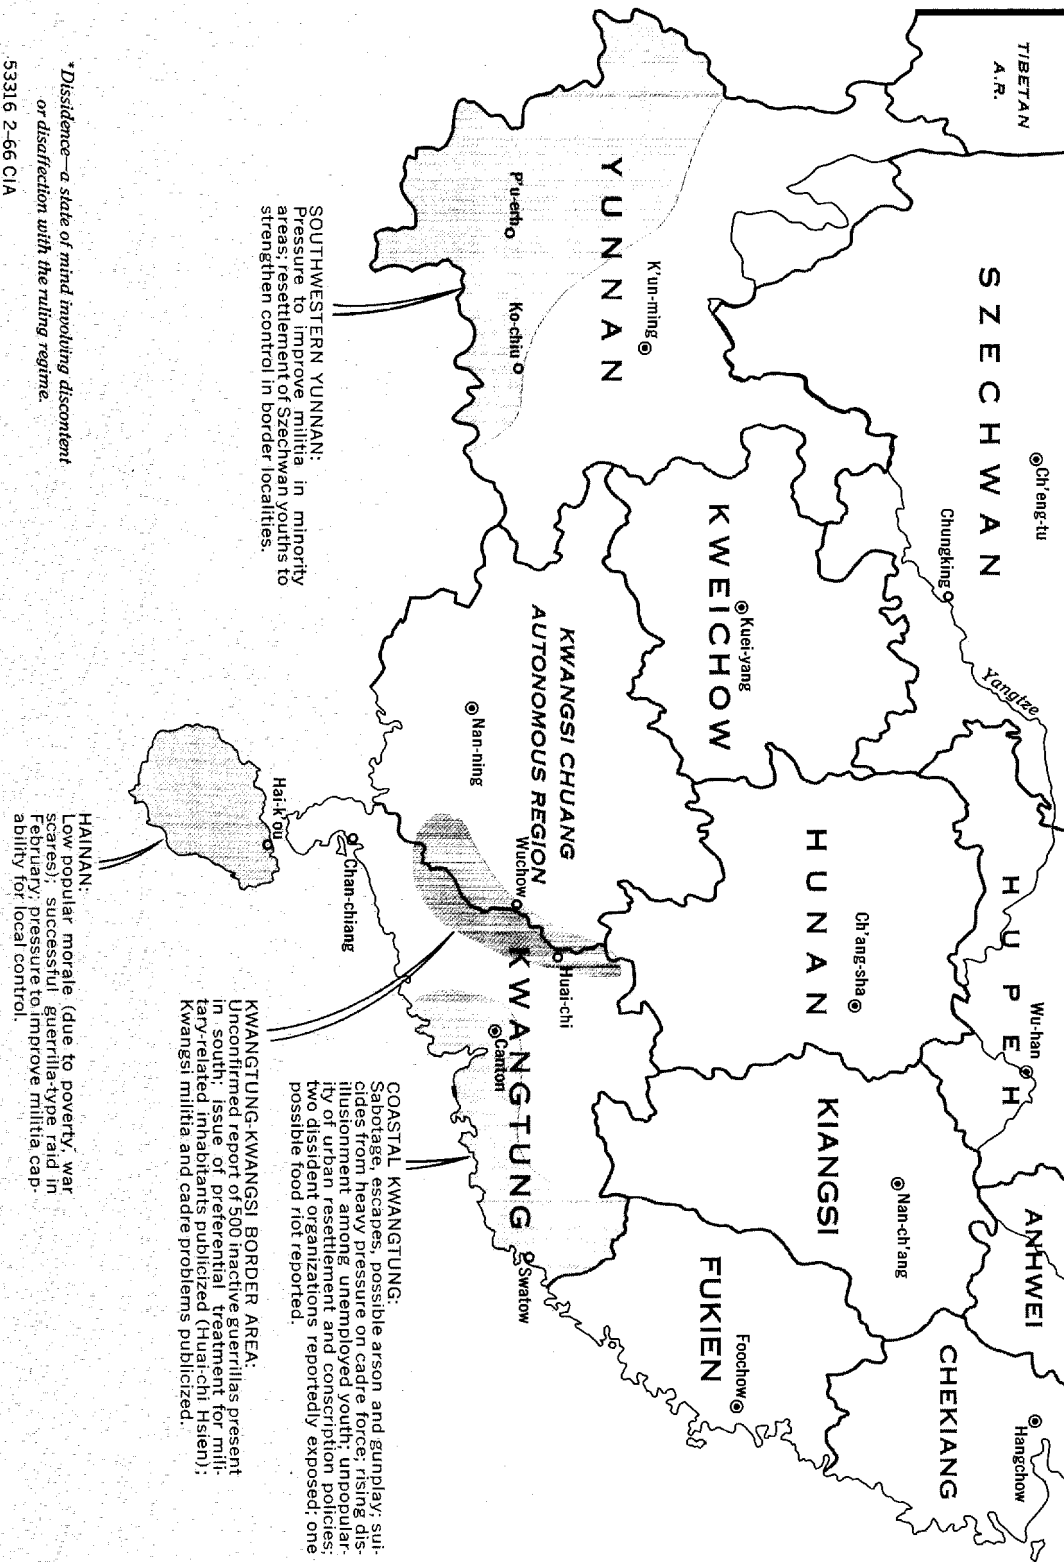 TIBETAN
A.R.
SZECHWAN
Ch'eng-tu
Chungking
Yangtze
HUPEH
Wu-han
ANHWEI
Hangchow
CHEKIANG
YUNNAN
K'un-ming
P'u-erh
Ko-chiu
KWEICHOW
Kuei-yang
HUNAN
Ch'ang-sha
KIANGSI
Nan-ch'ang
FUKIEN
Foochow
KWANGSI CHUANG
AUTONOMOUS REGION
Nan-ning
Wuchow
Huai-chi
KWANGTUNG
Canton
Swatow
Chan-chiang
Hai-k'ou
SOUTHWESTERN YUNNAN:
Pressure to improve militia in minority
areas; resettlement of Szechwan youths to
strengthen control in border localities.
COASTAL KWANGTUNG:
Sabotage, escapes, possible arson and gunplay; sui-
cides from heavy pressure on cadre force; rising dis-
illusionment among unemployed youth; unpopular-
ity of urban resettlement and conscription policies;
two dissident organizations reportedly exposed; one
possible food riot reported.
KWANGTUNG-KWANGSI BORDER AREA:
Unconfirmed report of 500 inactive guerrillas present
in south; issue of preferential treatment for mili-
tary-related inhabitants publicized (Huai-chi Hsien);
Kwangsi militia and cadre problems publicized.
HAINAN:
Low popular morale (due to poverty, war
scares); successful guerrilla-type raid in
February; pressure to improve militia cap-
ability for local control.
*Dissidence—a state of mind involving discontent
or disaffection with the ruling regime.
53316 2-66 CIA